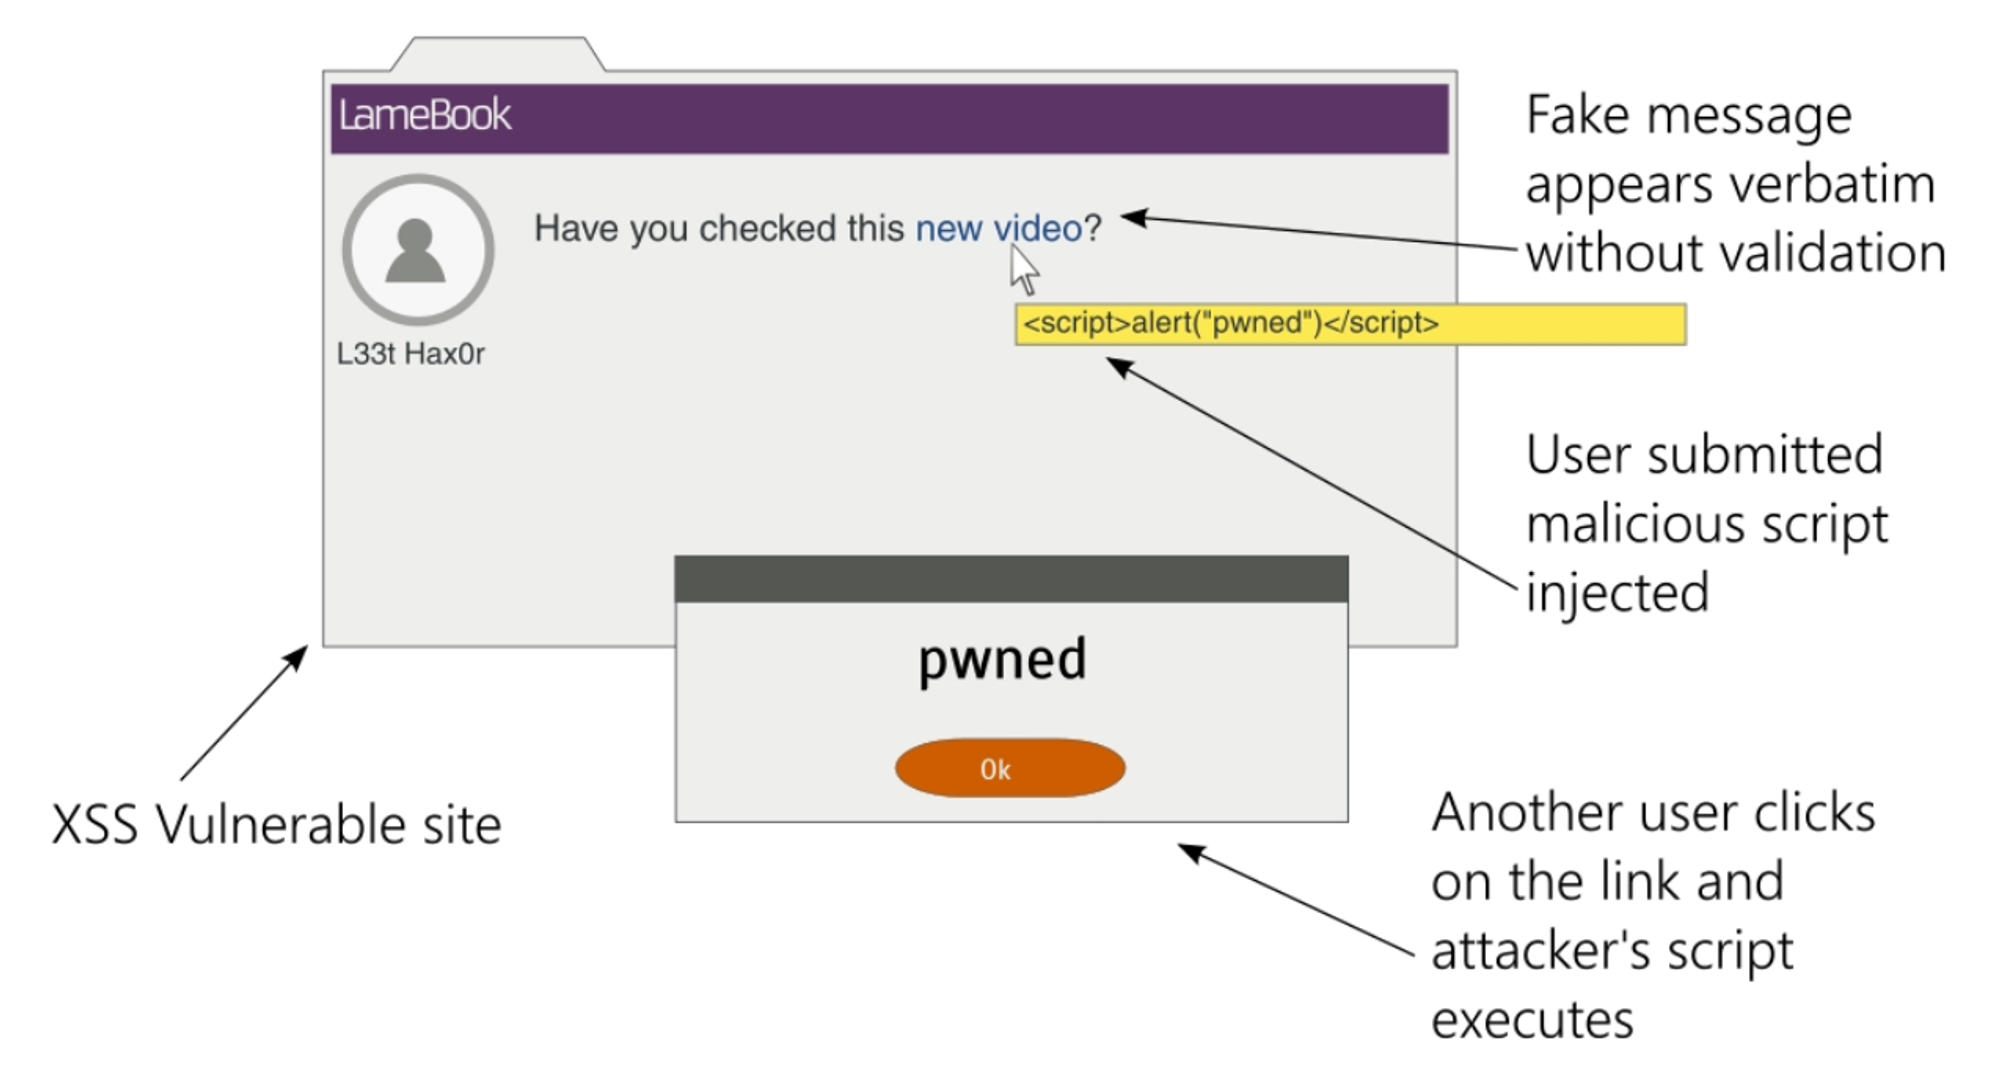 LameBook
Fake message
appears verbatim
without validation
Have you checked this new video?
<script>alert("pwned")</script>
L33t Hax0r
User submitted
malicious script
injected
pwned
Ok
XSS Vulnerable site
Another user clicks
on the link and
attacker's script
executes